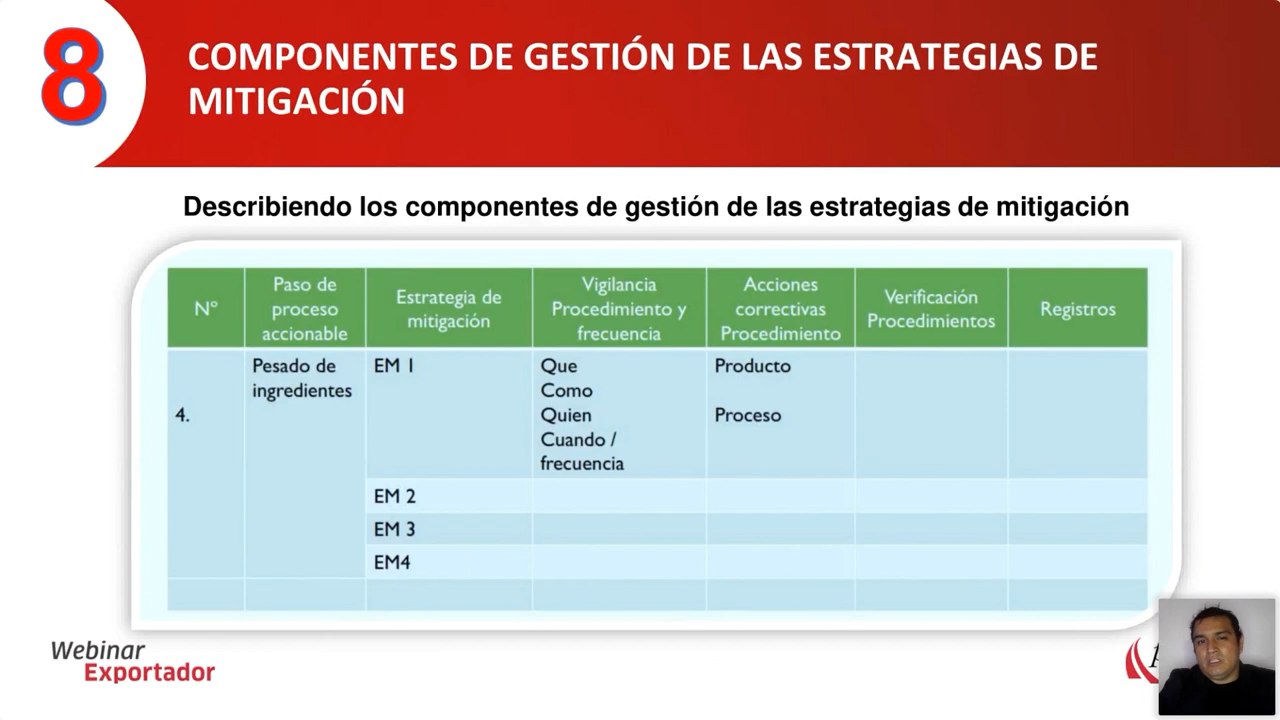 8
COMPONENTES DE GESTIÓN DE LAS ESTRATEGIAS DE
MITIGACIÓN
Describiendo los componentes de gestión de las estrategias de mitigación
Nº
Paso de
proceso
accionable
Estrategia de
mitigación
Vigilancia
Procedimiento y
frecuencia
Acciones
correctivas
Procedimiento
Verificación
Procedimientos
Registros
4.
Pesado de
ingredientes
EM 1
Que
Como
Quien
Cuando /
frecuencia
Producto
Proceso
EM 2
EM 3
EM4
Webinar
Exportador